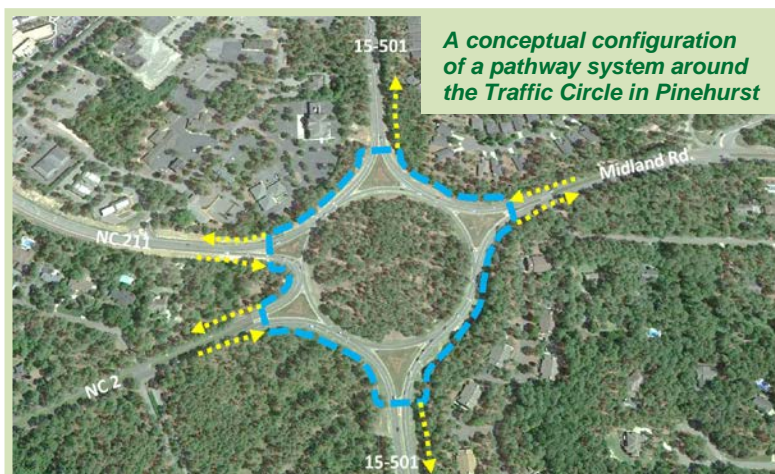 A conceptual configuration
of a pathway system around
the Traffic Circle in Pinehurst
15-501
Midland Rd.
NC 211
NC 2
15-501